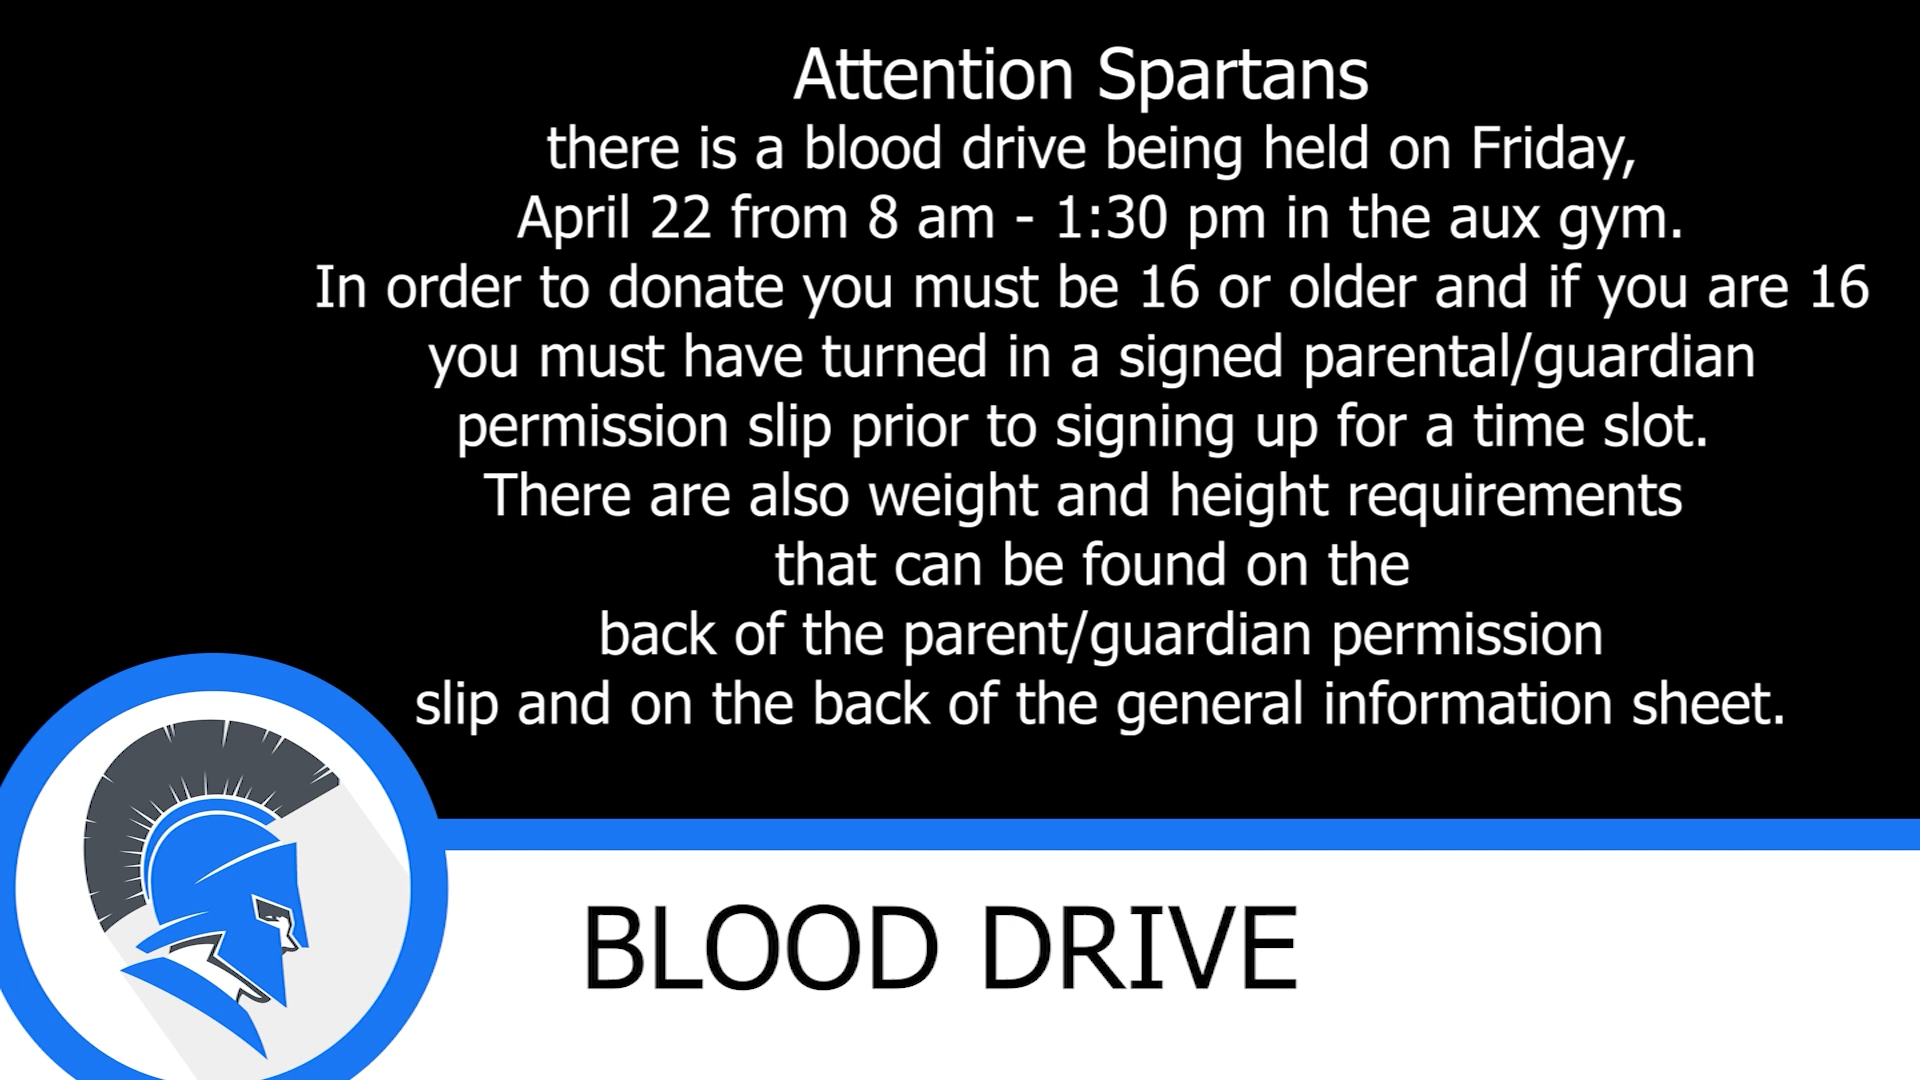 Attention Spartans
there is a blood drive being held on Friday,
April 22 from 8 am - 1:30 pm in the aux gym.
In order to donate you must be 16 or older and if you are 16
you must have turned in a signed parental/guardian
permission slip prior to signing up for a time slot.
There are also weight and height requirements
that can be found on the
back of the parent/guardian permission
slip and on the back of the general information sheet.
BLOOD DRIVE